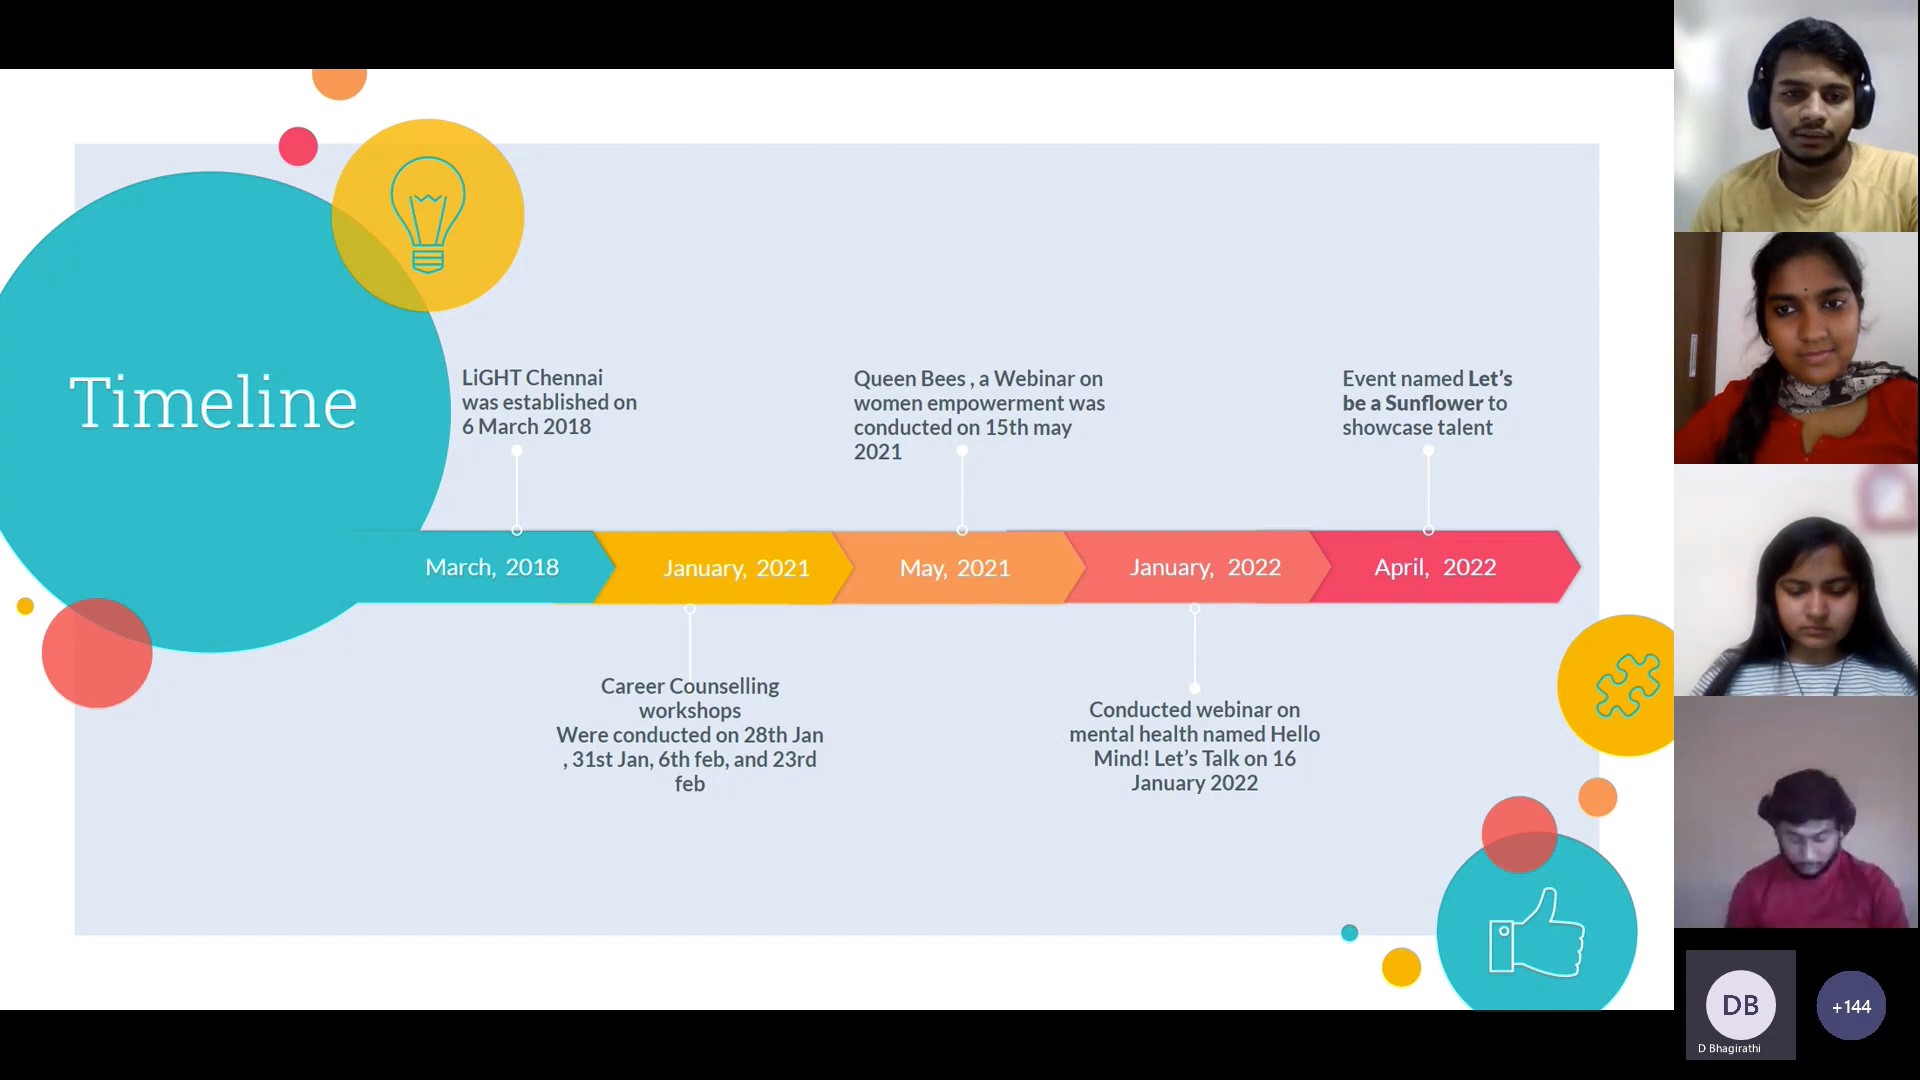 Timeline
LiGHT Chennai
was established on
6 March 2018
Queen Bees , a Webinar on
women empowerment was
conducted on 15th may
2021
Event named Let’s
be a Sunflower to
showcase talent
March, 2018
January, 2021
May, 2021
January, 2022
April, 2022
Career Counselling
workshops
Were conducted on 28th Jan
, 31st Jan, 6th feb, and 23rd
feb
Conducted webinar on
mental health named Hello
Mind! Let’s Talk on 16
January 2022
DB
D Bhagirathi
+144